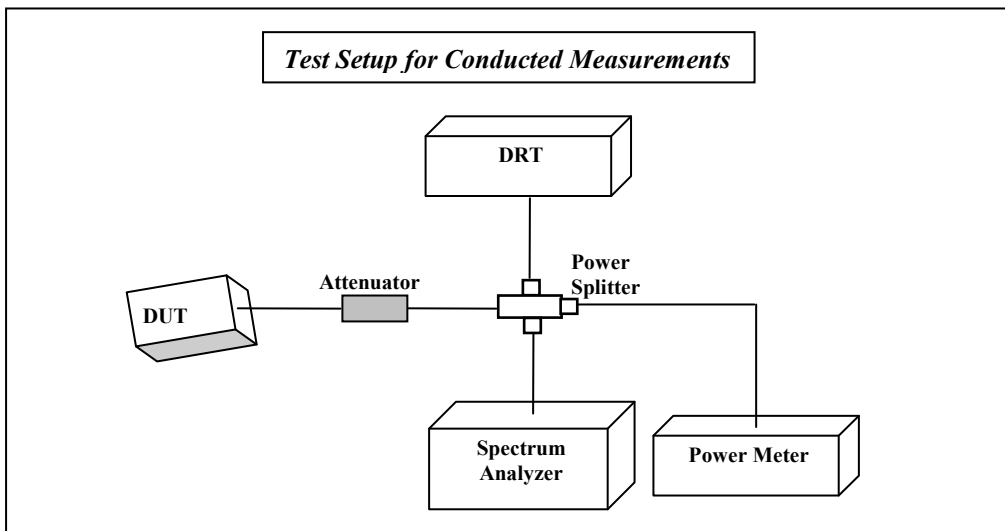 Test Setup for Conducted Measurements
DRT
Power
Splitter
Attenuator
DUT
Spectrum
Analyzer
Power Meter